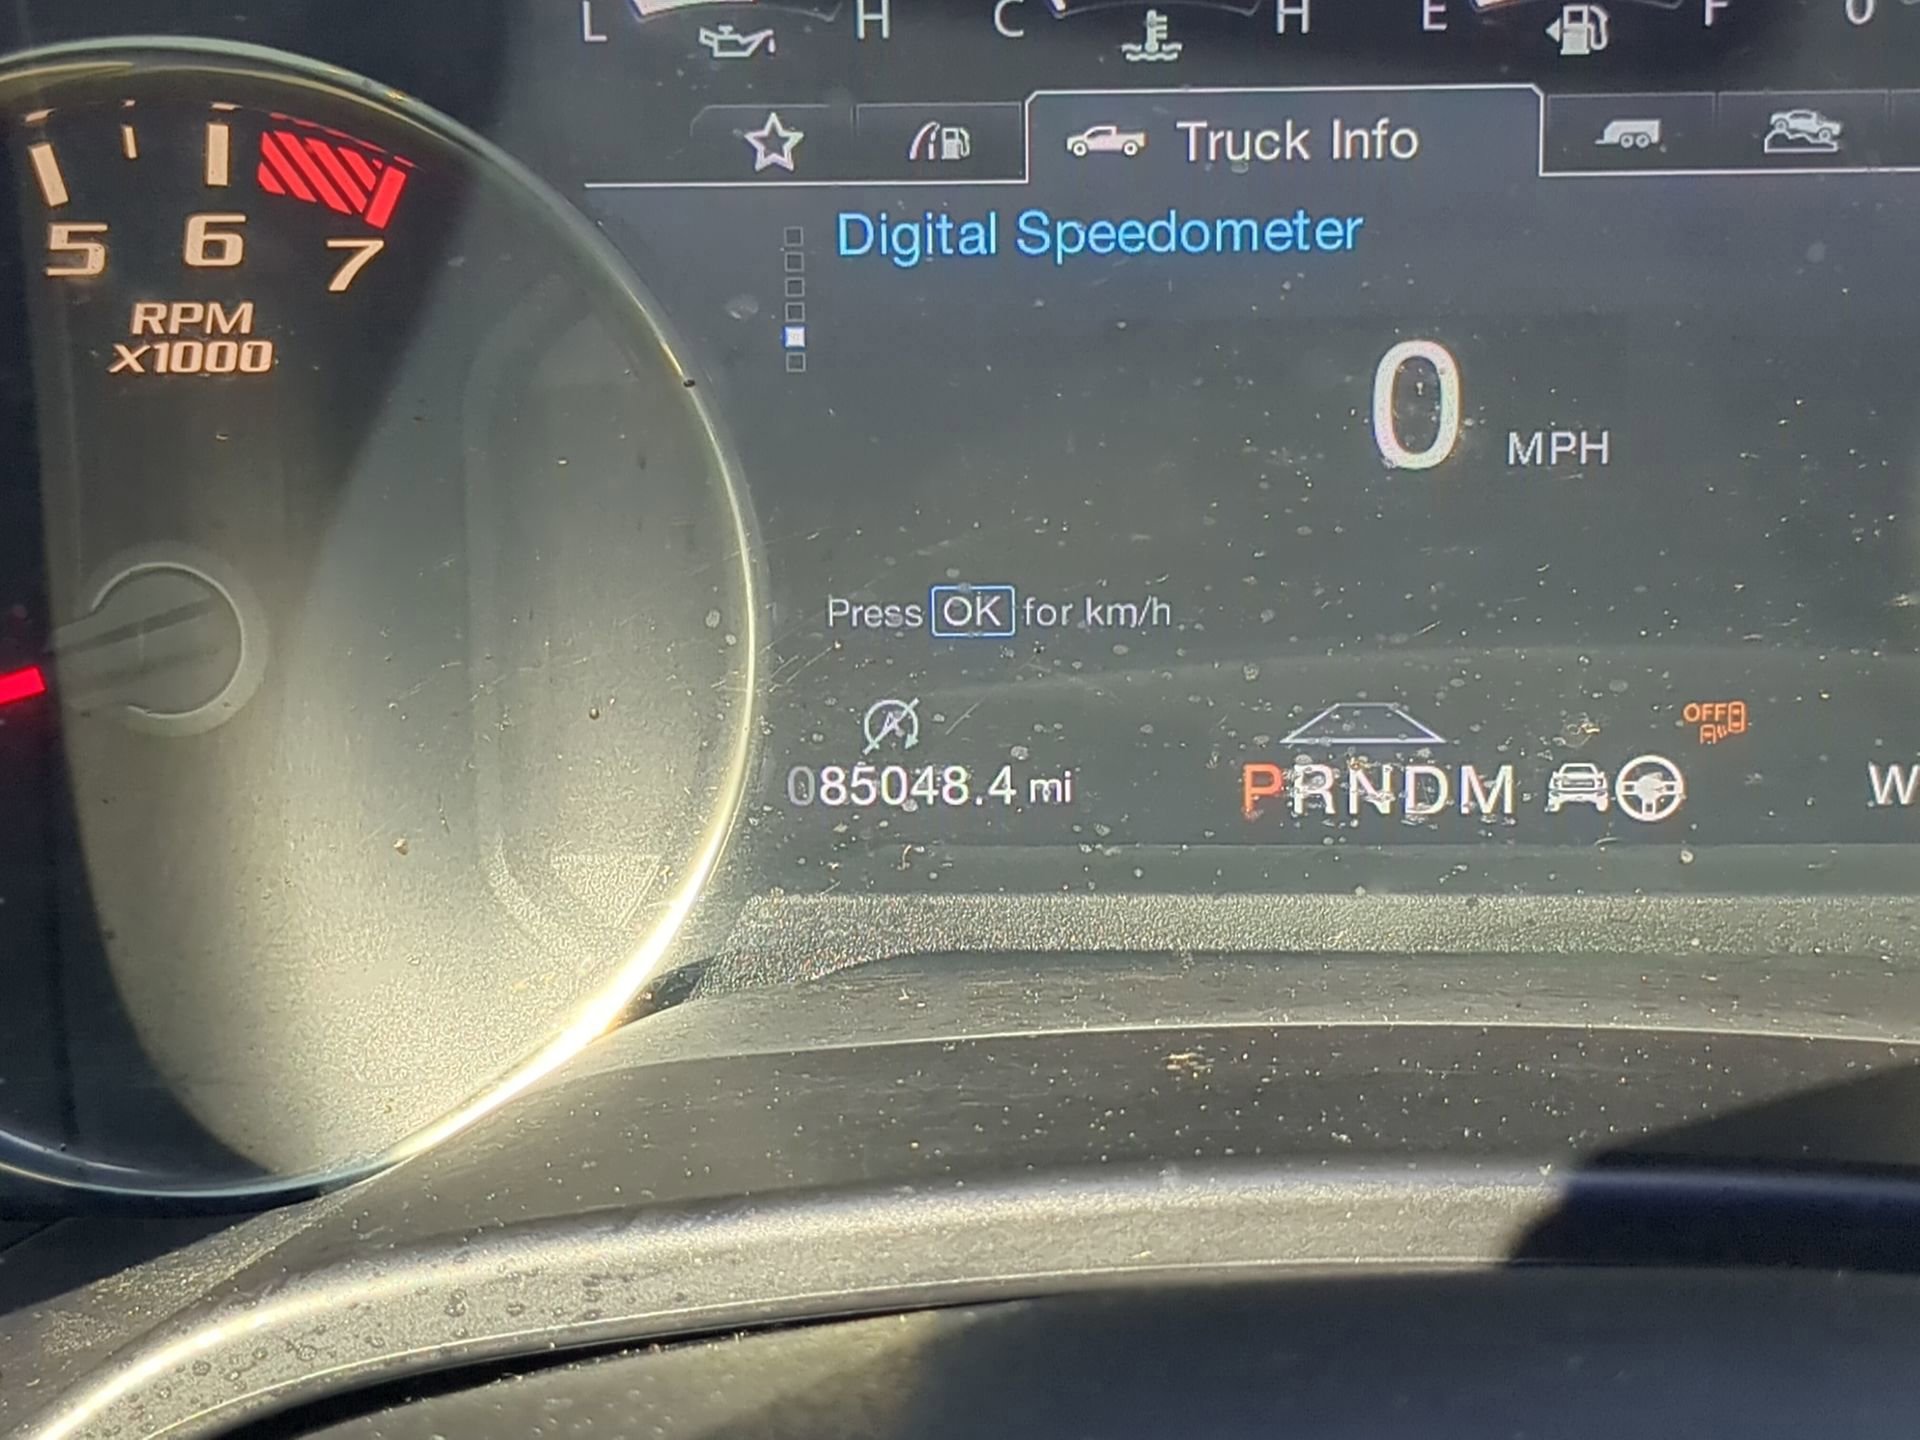 L H C H E F
Truck Info
Digital Speedometer
5 6 7
RPM
X1000
0 MPH
Press OK for km/h
A
OFF
085048.4 mi PRNDM W